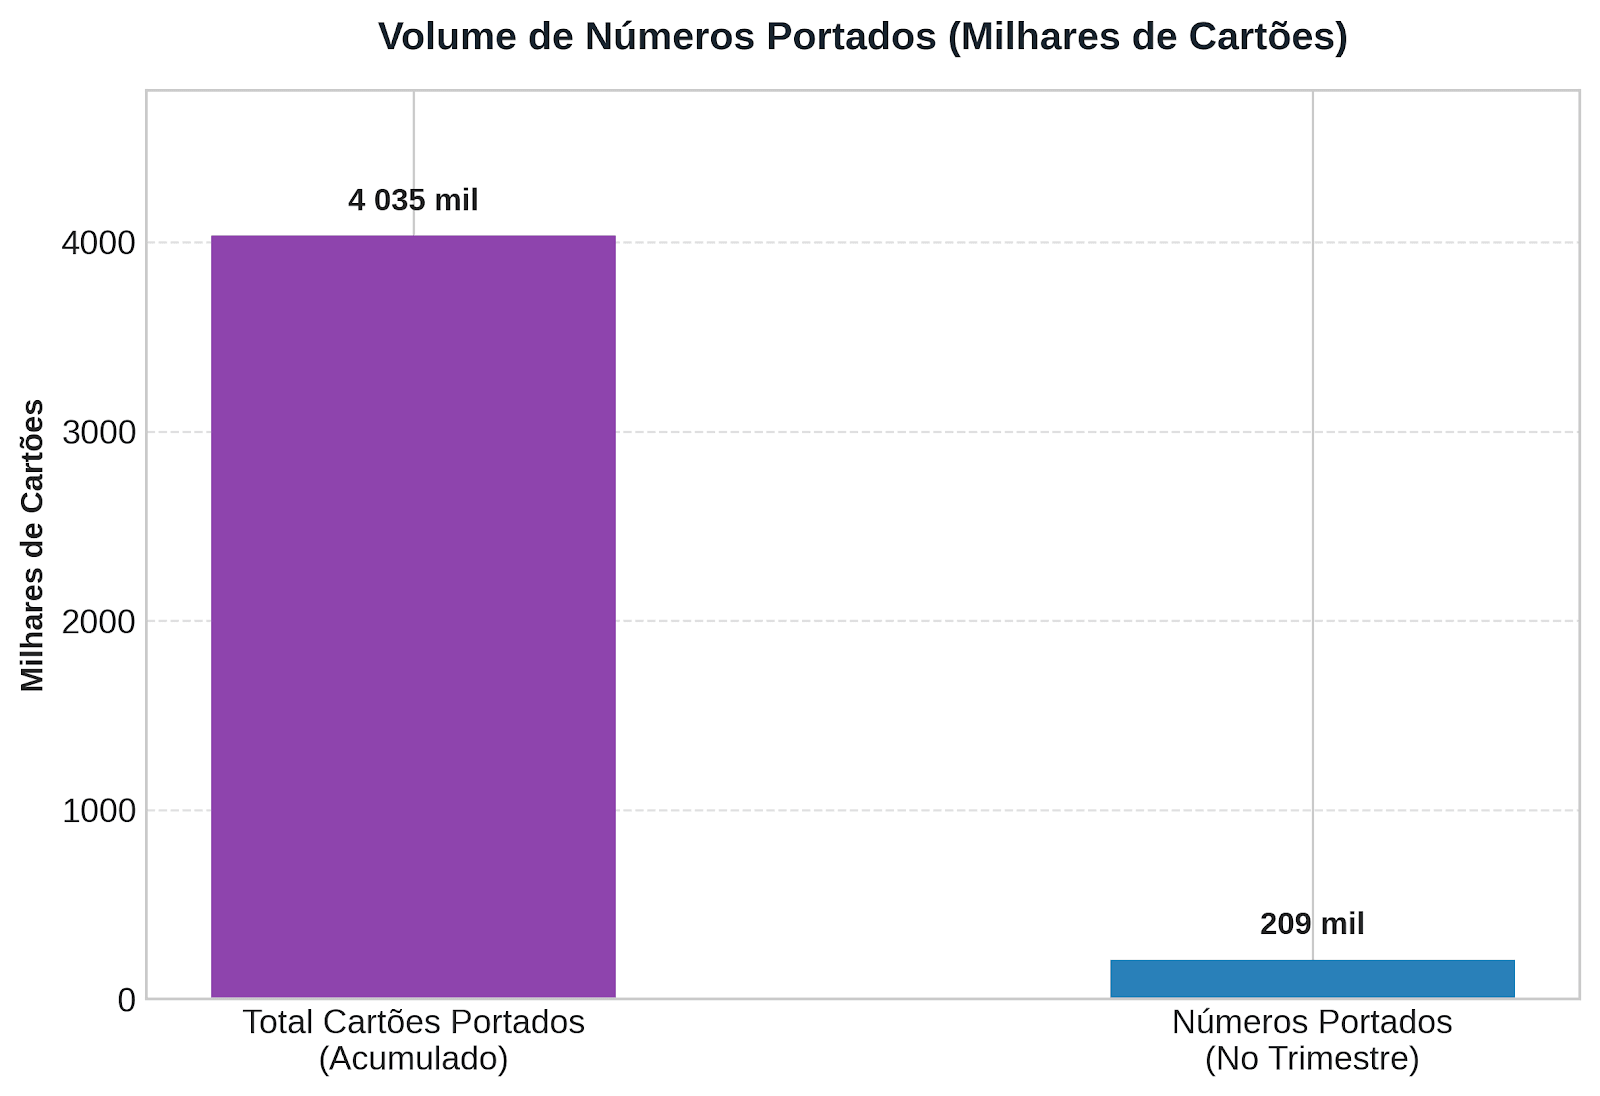 Volume de Números Portados (Milhares de Cartões)
Milhares de Cartões
4000
3000
2000
1000
0
4 035 mil
209 mil
Total Cartões Portados
(Acumulado)
Números Portados
(No Trimestre)